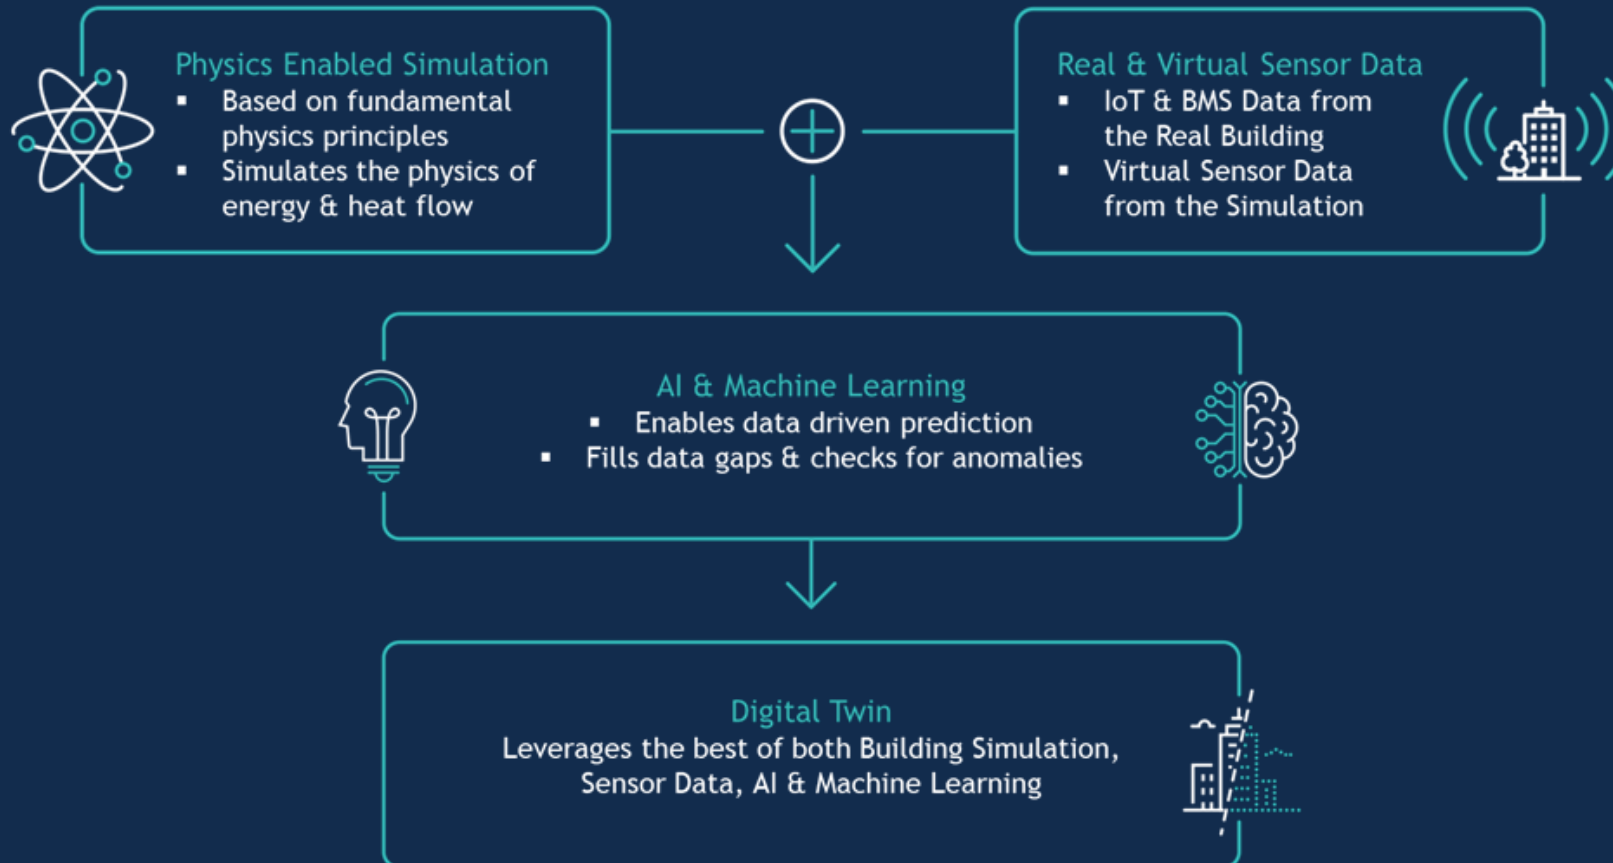 Physics Enabled Simulation
▪ Based on fundamental
physics principles
▪ Simulates the physics of
energy & heat flow
Real & Virtual Sensor Data
▪ IoT & BMS Data from
the Real Building
▪ Virtual Sensor Data
from the Simulation
AI & Machine Learning
▪ Enables data driven prediction
▪ Fills data gaps & checks for anomalies
Digital Twin
Leverages the best of both Building Simulation,
Sensor Data, AI & Machine Learning